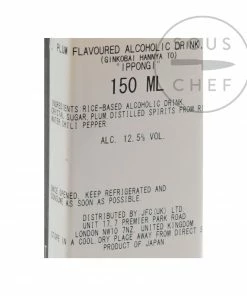 SOUS
CHEF
PLUM FLAVOURED ALCOHOLIC DRINK,
(GINKOBAI HANNYA TO)
"IPPONGI"
150 ML
INGREDIENTS RICE-BASED ALCOHOLIC DRINK,
SUGAR, PLUM DISTILLED SPIRITS FROM
WATER, CHILI PEPPER.
ALC. 12.5% VOL.
ONCE OPENED, KEEP REFRIGERATED AND
CONSUME AS SOON AS POSSIBLE
DISTRIBUTED BY JFC(UK) LTD.
UNIT 17.7 PREMIER PARK ROAD,
LONDON NW10 7NZ UNITED KINGDOM
STORE IN A COOL, DRY PLACE AWAY FROM DIRECT
PRODUCT OF JAPAN